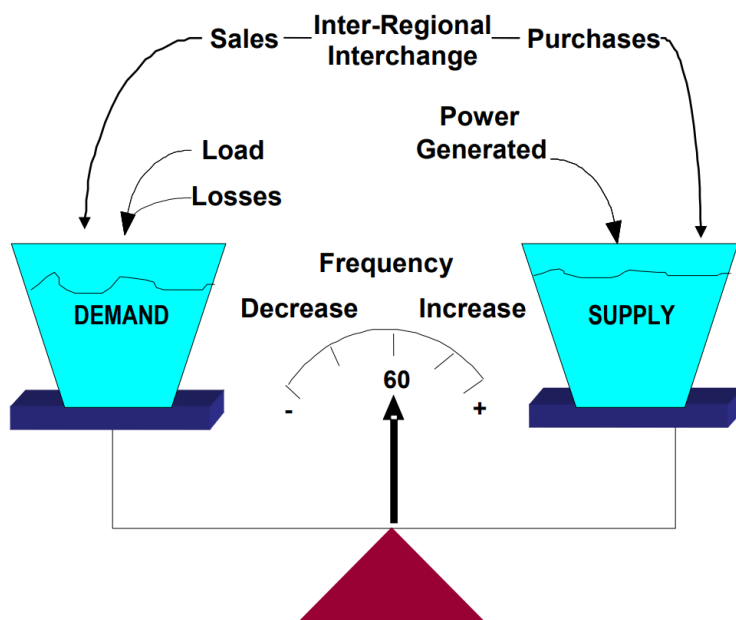 Sales
Inter-Regional
Interchange
Purchases
Power
Generated
Load
Losses
Frequency
Decrease
Increase
DEMAND
SUPPLY
60
-
+